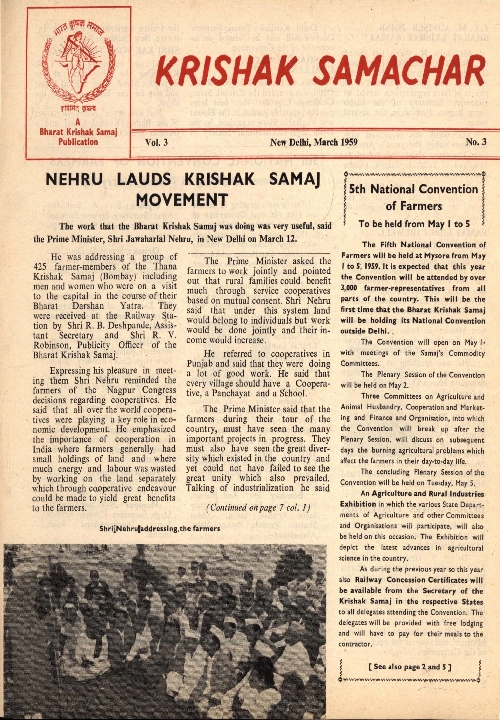 भारत कृषक समाज
कृषिमित् कृषस्व
A
Bharat Krishak Samaj
Publication
KRISHAK SAMACHAR
Vol. 3
New Delhi, March 1959
No. 3
NEHRU LAUDS KRISHAK SAMAJ
MOVEMENT
The work that the Bharat Krishak Samaj was doing was very useful, said
the Prime Minister, Shri Jawaharlal Nehru, in New Delhi on March 12.
He was addressing a group of
425 farmer-members of the Thana
Krishak Samaj (Bombay) including
men and women who were on a visit
to the capital in the course of their
Bharat Darshan Yatra. They
were received at the Railway Sta-
tion by Shri R. B. Deshpande, Assis-
tant Secretary and Shri R. V.
Robinson, Publicity Officer of the
Bharat Krishak Samaj.
Expressing his pleasure in meet-
ing them Shri Nehru reminded the
farmers of the Nagpur Congress
decisions regarding cooperatives. He
said that all over the world coopera-
tives were playing a key role in eco-
nomic development. He emphasized
the importance of cooperation in
India where farmers generally had
small holdings of land and where
much energy and labour was wasted
by working on the land separately
which through cooperative endeavour
could be made to yield great benefits
to the farmers.
The Prime Minister asked the
farmers to work jointly and pointed
out that rural families could benefit
much through service cooperatives
based on mutual consent. Shri Nehru
said that under this system land
would belong to individuals but work
would be done jointly and their in-
come would increase.
He referred to cooperatives in
Punjab and said that they were doing
a lot of good work. He said that
every village should have a Coopera-
tive, a Panchayat and a School.
The Prime Minister said that the
farmers during their tour of the
country, must have seen the many
important projects in progress. They
must also have seen the great diver-
sity which existed in the country and
yet could not have failed to see the
great unity which also prevailed.
Talking of industrialization he said
(Continued on page 7 col. 1)
Shri Nehru addressing the farmers
5th National Convention
of Farmers
To be held from May 1 to 5
The Fifth National Convention of
Farmers will be held at Mysore from May
1 to 5, 1959. It is expected that this year
the Convention will be attended by over
3,000 farmer-representatives from all
parts of the country. This will be the
first time that the Bharat Krishak Samaj
will be holding its National Convention
outside Delhi.
The Convention will open on May 1
with meetings of the Samaj's Commodity
Committees.
The Plenary Session of the Convention
will be held on May 2.
Three Committees on Agriculture and
Animal Husbandry, Cooperation and Market-
ing and Finance and Organisation, into which
the Convention will break up after the
Plenary Session, will discuss on subsequent
days the burning agricultural problems which
affect the farmers in their day-to-day life.
The concluding Plenary Session of the
Convention will be held on Tuesday, May 5.
An Agriculture and Rural Industries
Exhibition in which the various State Depart-
ments of Agriculture and other Committees
and Organisations will participate, will also
be held on this occasion. The Exhibition will
depict the latest advances in agricultural
science in the country.
As during the previous year so this year
also Railway Concession Certificates will
be available from the Secretary of the
Krishak Samaj in the respective States
to all delegates attending the Convention. The
delegates will be provided with free lodging
and will have to pay for their meals to the
contractor.
[ See also page 2 and 5 ]